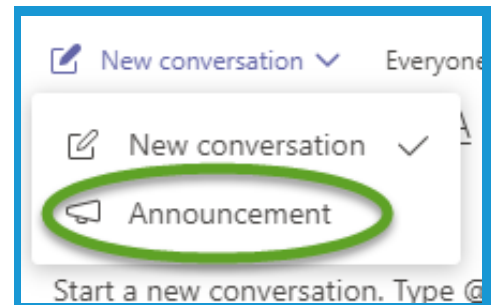 New conversation Everyone
New conversation
Announcement
Start a new conversation. Type @